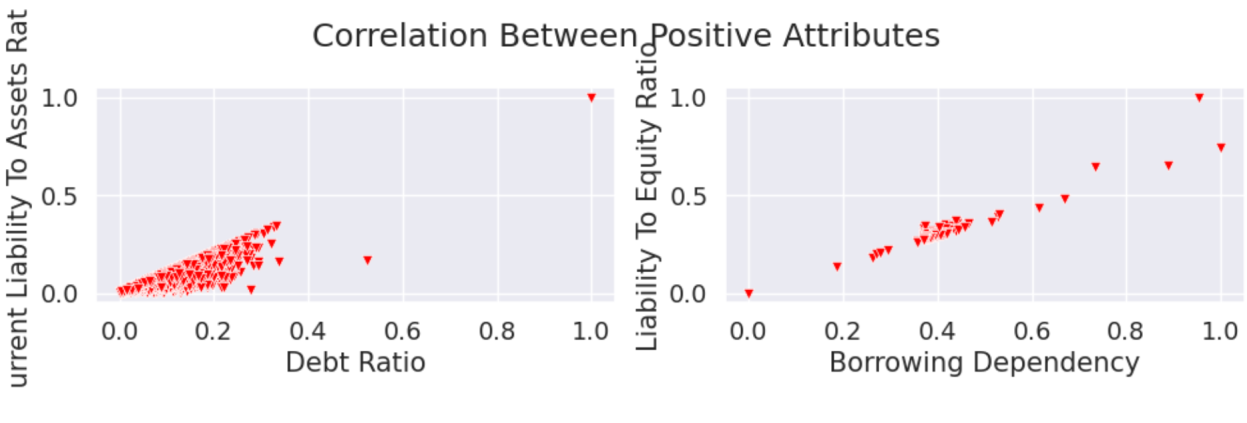 Correlation Between Positive Attributes
urrent Liability To Assets Rat
1.0
0.5
0.0
0.0 0.2 0.4 0.6 0.8 1.0
Debt Ratio
Liability To Equity Ratio
1.0
0.5
0.0
0.0 0.2 0.4 0.6 0.8 1.0
Borrowing Dependency